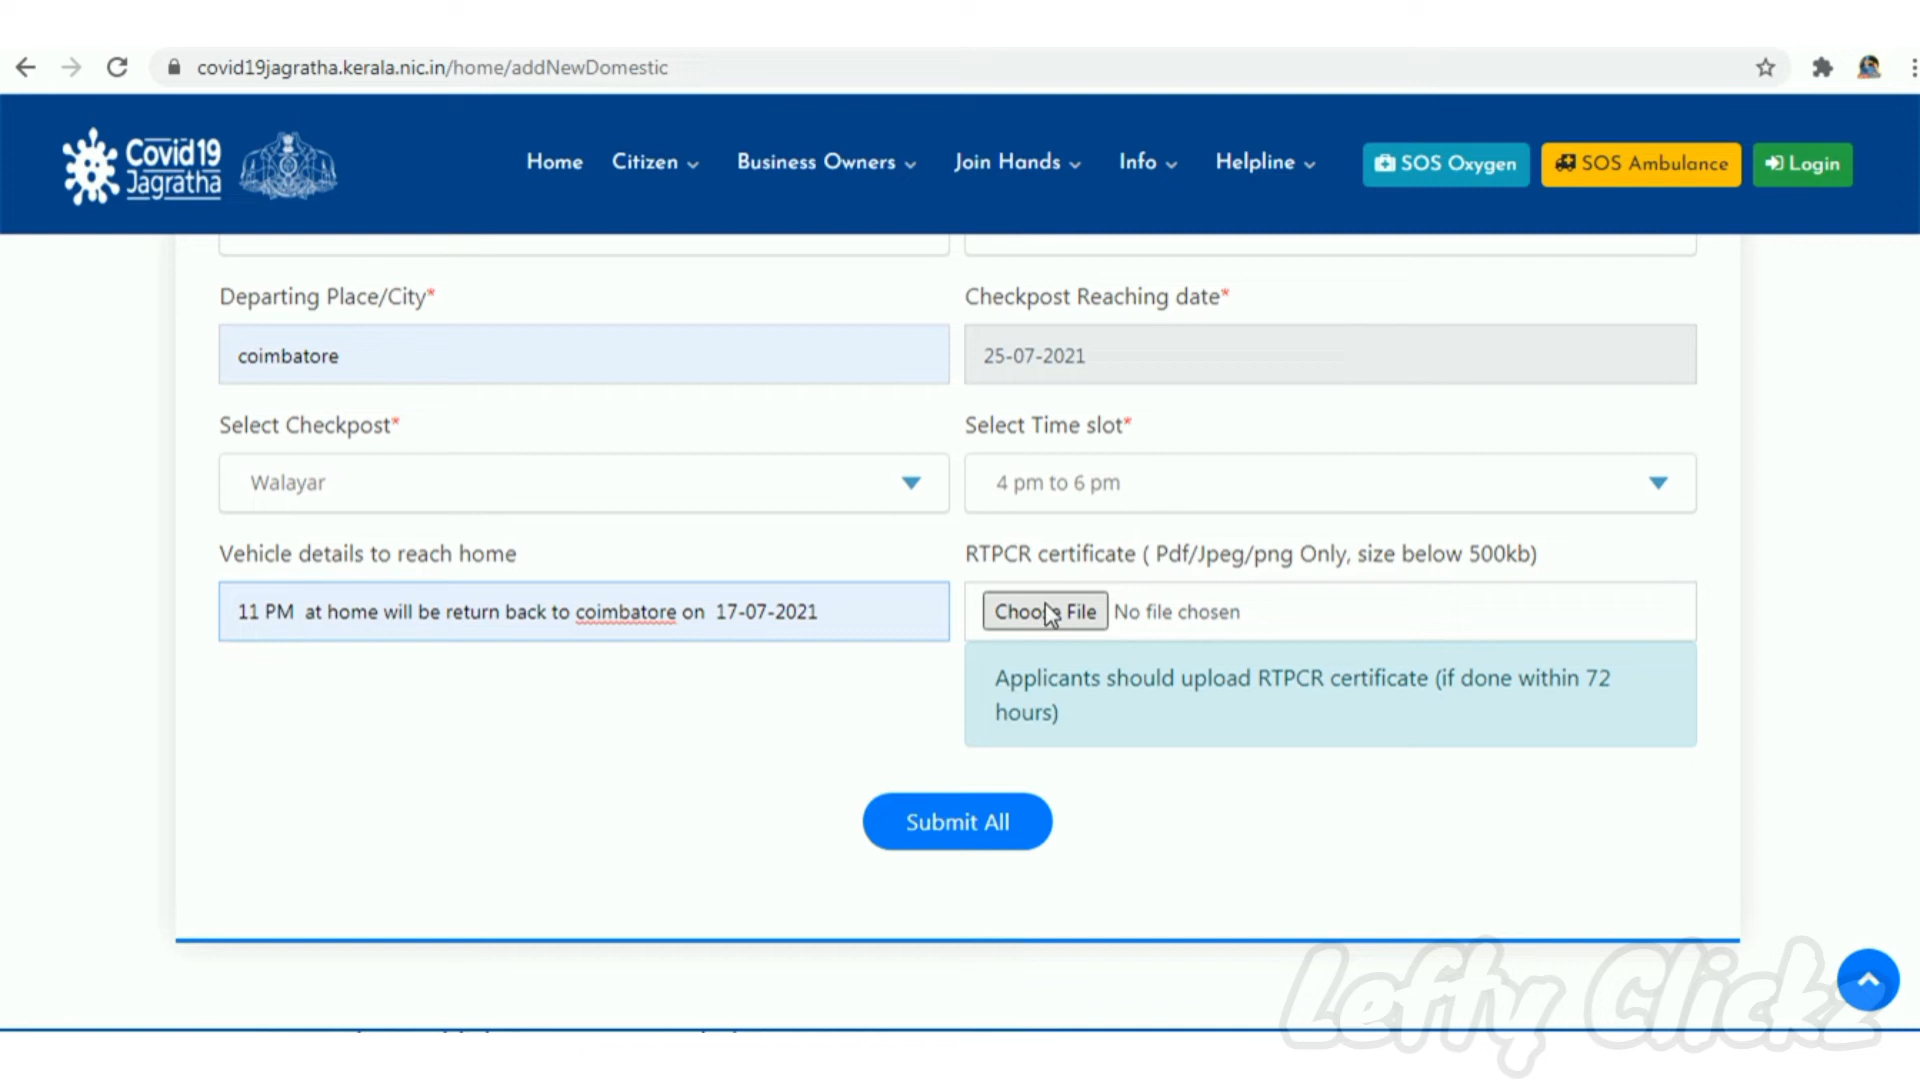 covid19jagratha.kerala.nic.in/home/addNewDomestic
Covid19
Jagratha
Home
Citizen
Business Owners
Join Hands
Info
Helpline
SOS Oxygen
SOS Ambulance
Login
Departing Place/City*
Checkpost Reaching date*
coimbatore
25-07-2021
Select Checkpost*
Select Time slot*
Walayar
4 pm to 6 pm
Vehicle details to reach home
RTPCR certificate ( Pdf/Jpeg/png Only, size below 500kb)
11 PM at home will be return back to coimbatore on 17-07-2021
Choose File No file chosen
Applicants should upload RTPCR certificate (if done within 72
hours)
Submit All
Lefty Clickz